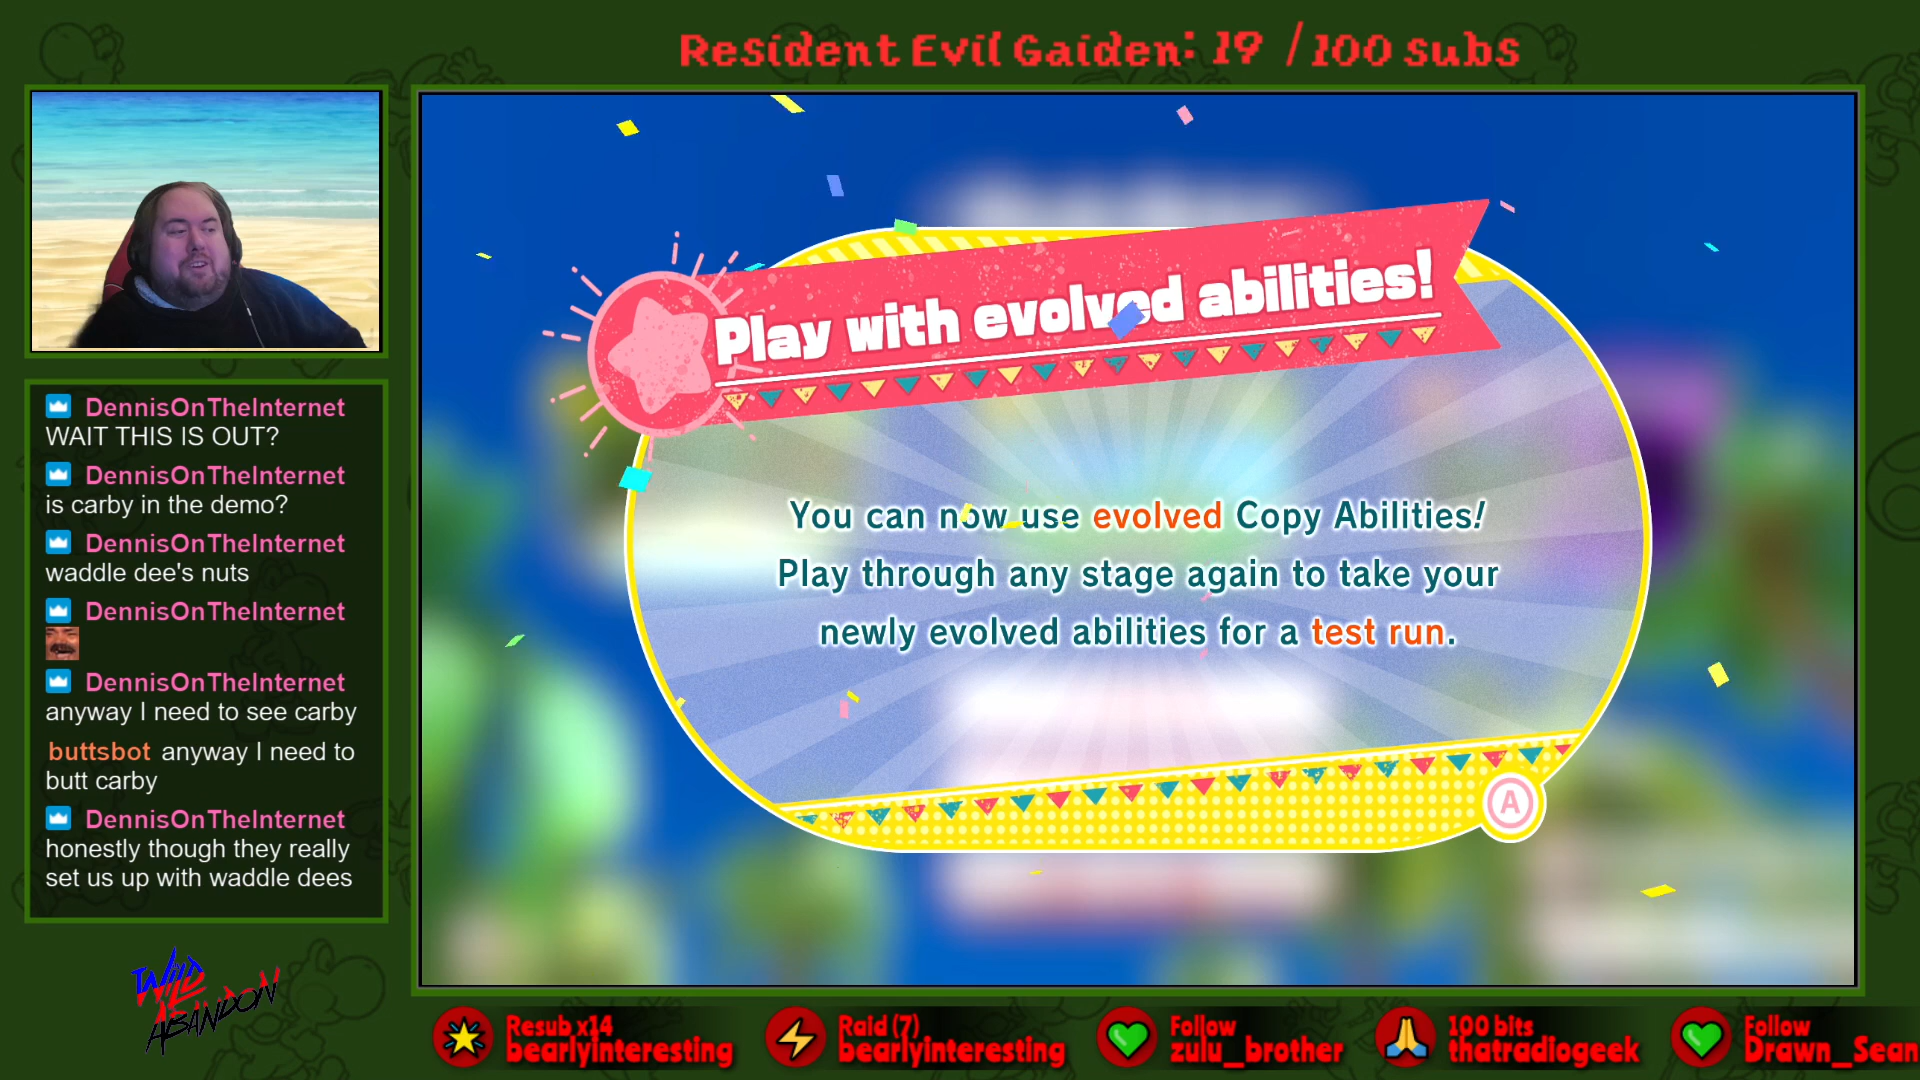 Resident Evil Gaiden: 19 / 100 subs
DennisOnTheInternet
WAIT THIS IS OUT?
DennisOnTheInternet
is carby in the demo?
DennisOnTheInternet
waddle dee's nuts
DennisOnTheInternet
DennisOnTheInternet
anyway I need to see carby
buttsbot anyway I need to
butt carby
DennisOnTheInternet
honestly though they really
set us up with waddle dees
Play with evolved abilities!
You can now use evolved Copy Abilities!
Play through any stage again to take your
newly evolved abilities for a test run.
A
WILD
ABANDON
Resub x14
bearlyinteresting
Raid (7)
bearlyinteresting
Follow
zulu__brother
100 bits
thatradiogeek
Follow
Drawn_Sean